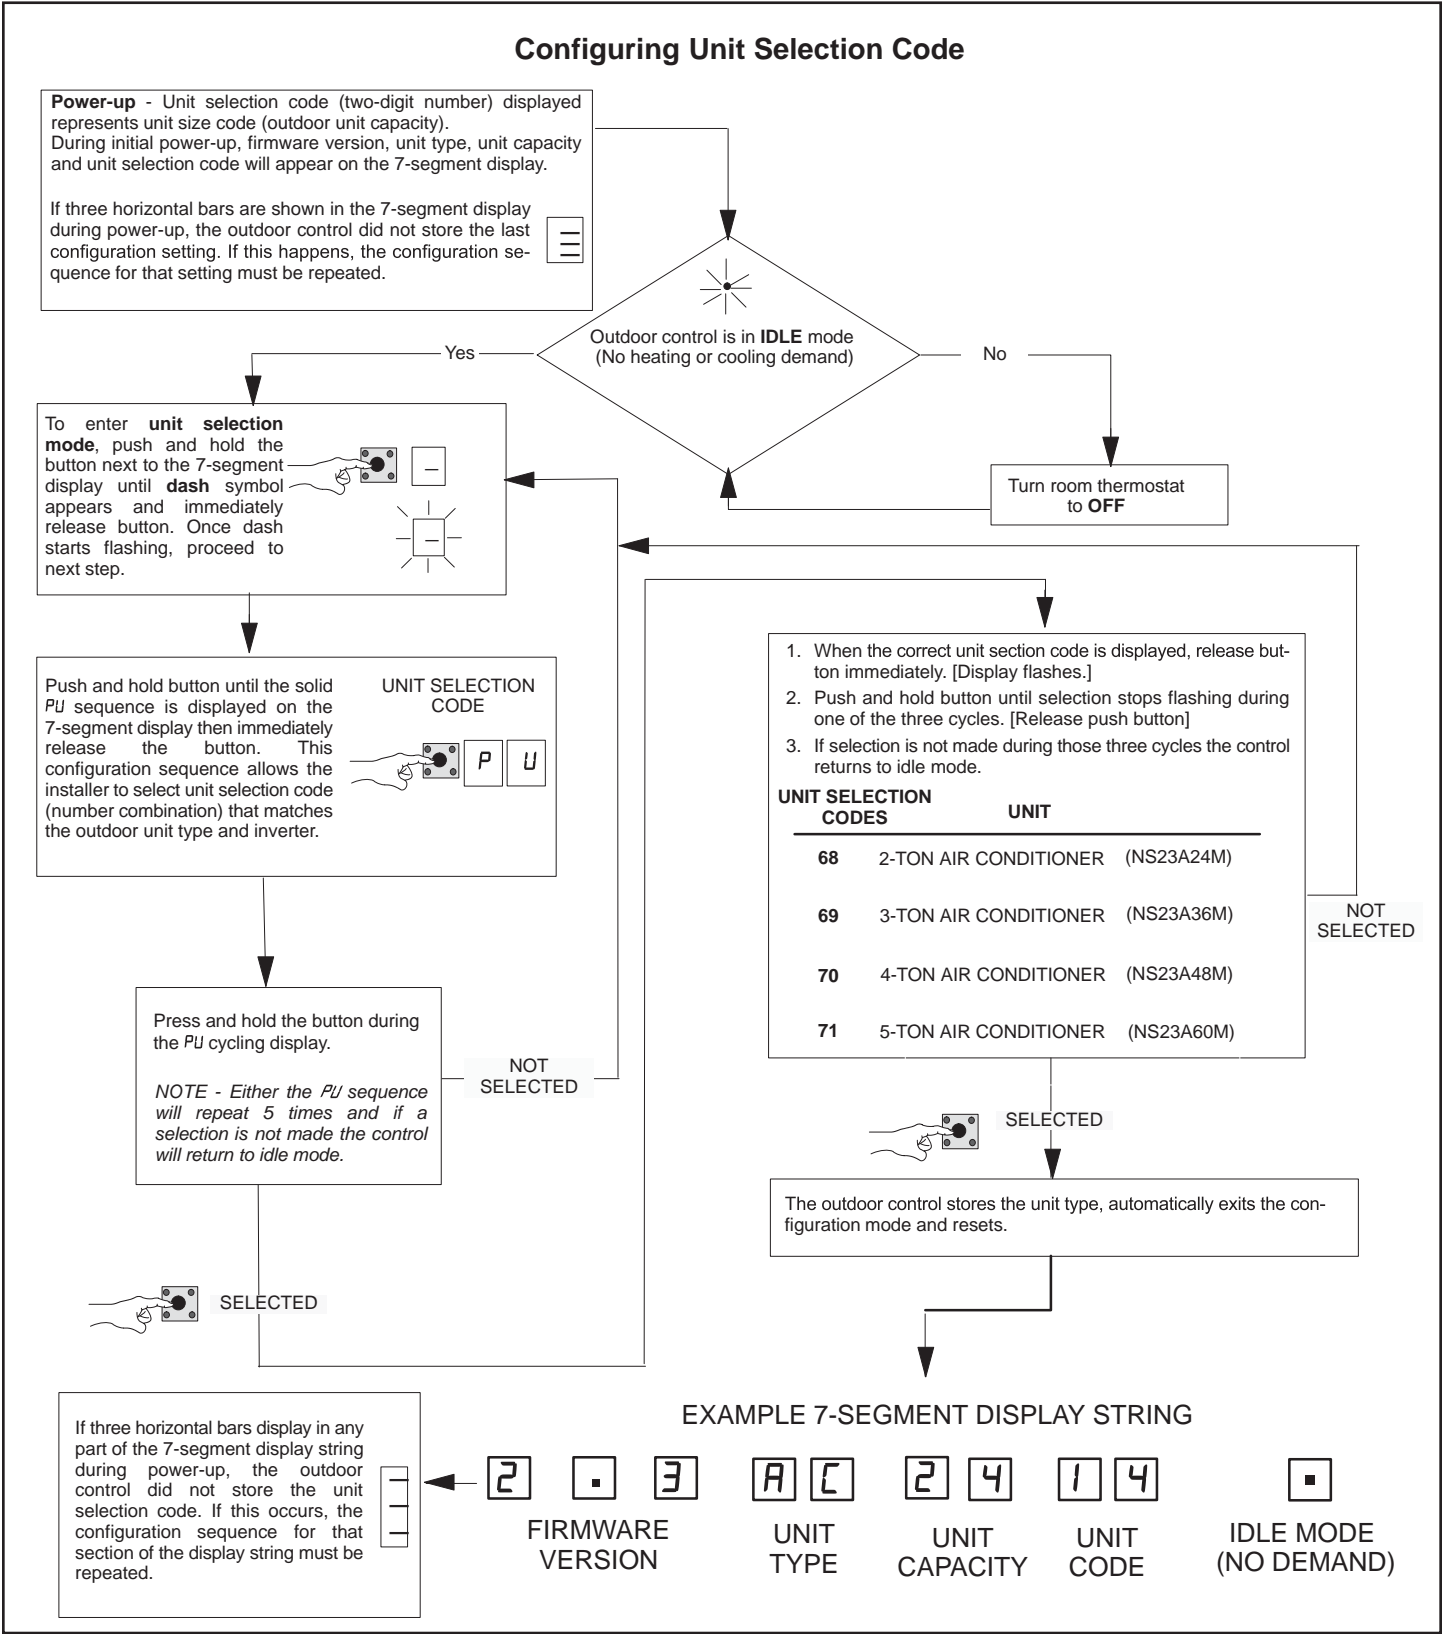 Configuring Unit Selection Code
Power-up - Unit selection code (two-digit number) displayed
represents unit size code (outdoor unit capacity).
During initial power-up, firmware version, unit type, unit capacity
and unit selection code will appear on the 7-segment display.
If three horizontal bars are shown in the 7-segment display
during power-up, the outdoor control did not store the last
configuration setting. If this happens, the configuration se-
quence for that setting must be repeated.
Outdoor control is in IDLE mode
(No heating or cooling demand)
Yes
No
To enter unit selection
mode, push and hold the
button next to the 7-segment
display until dash symbol
appears and immediately
release button. Once dash
starts flashing, proceed to
next step.
Turn room thermostat
to OFF
Push and hold button until the solid
PU sequence is displayed on the
7-segment display then immediately
release the button. This
configuration sequence allows the
installer to select unit selection code
(number combination) that matches
the outdoor unit type and inverter.
UNIT SELECTION
CODE
P U
1. When the correct unit section code is displayed, release but-
ton immediately. [Display flashes.]
2. Push and hold button until selection stops flashing during
one of the three cycles. [Release push button]
3. If selection is not made during those three cycles the control
returns to idle mode.
UNIT SELECTION
CODES UNIT
68 2-TON AIR CONDITIONER (NS23A24M)
69 3-TON AIR CONDITIONER (NS23A36M)
70 4-TON AIR CONDITIONER (NS23A48M)
71 5-TON AIR CONDITIONER (NS23A60M)
NOT
SELECTED
Press and hold the button during
the PU cycling display.
NOTE - Either the PU sequence
will repeat 5 times and if a
selection is not made the control
will return to idle mode.
NOT
SELECTED
SELECTED
The outdoor control stores the unit type, automatically exits the con-
figuration mode and resets.
SELECTED
If three horizontal bars display in any
part of the 7-segment display string
during power-up, the outdoor
control did not store the unit
selection code. If this occurs, the
configuration sequence for that
section of the display string must be
repeated.
EXAMPLE 7-SEGMENT DISPLAY STRING
2 . 3 A C 2 4 1 4 .
FIRMWARE
VERSION
UNIT
TYPE
UNIT
CAPACITY
UNIT
CODE
IDLE MODE
(NO DEMAND)